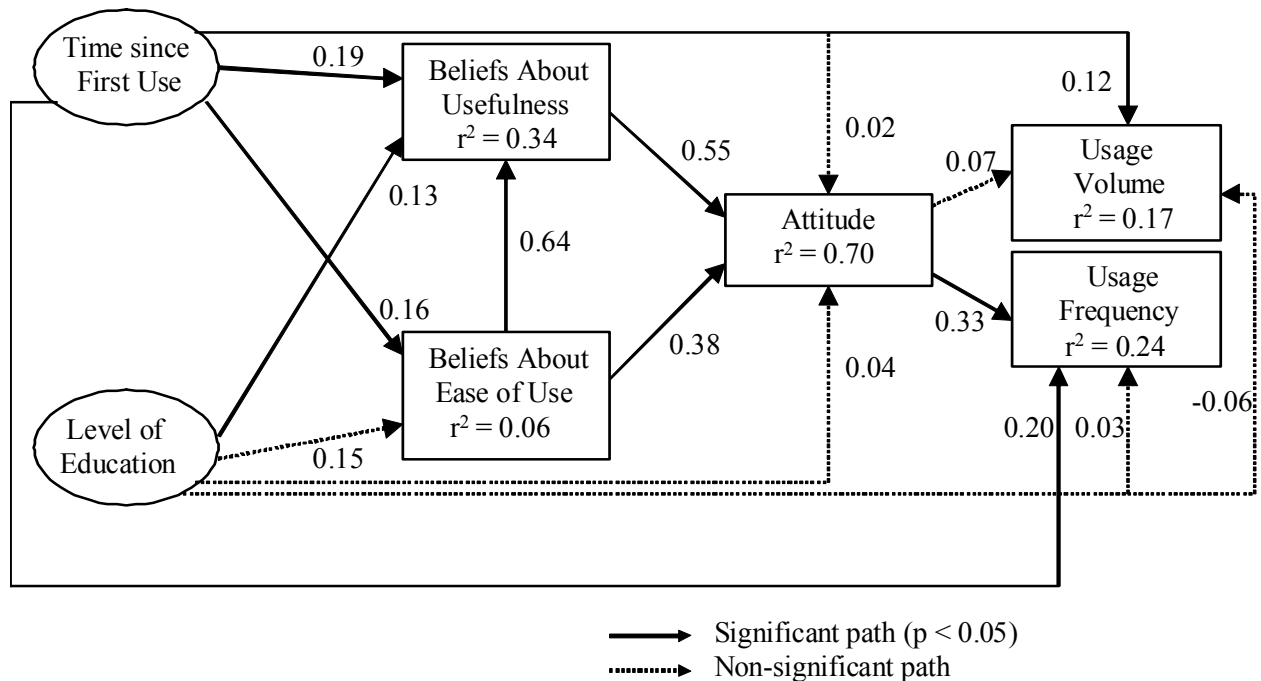 Time since
First Use
0.19
Beliefs About
Usefulness
r² = 0.34
0.12
0.02
0.55
0.07
Usage
Volume
r² = 0.17
0.13
0.64
Attitude
r² = 0.70
Usage
Frequency
r² = 0.24
0.16
0.33
0.38
Beliefs About
Ease of Use
r² = 0.06
0.04
-0.06
Level of
Education
0.15
0.20
0.03
Significant path (p < 0.05)
Non-significant path